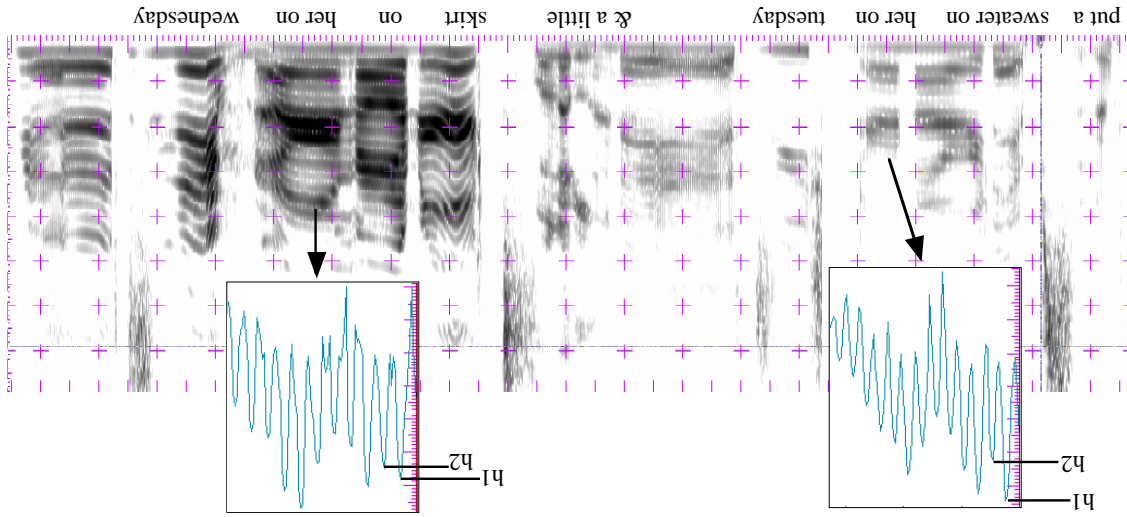 h1
h2
h1
h2
put a sweater on her on tuesday & a little skirt on her on wednesday